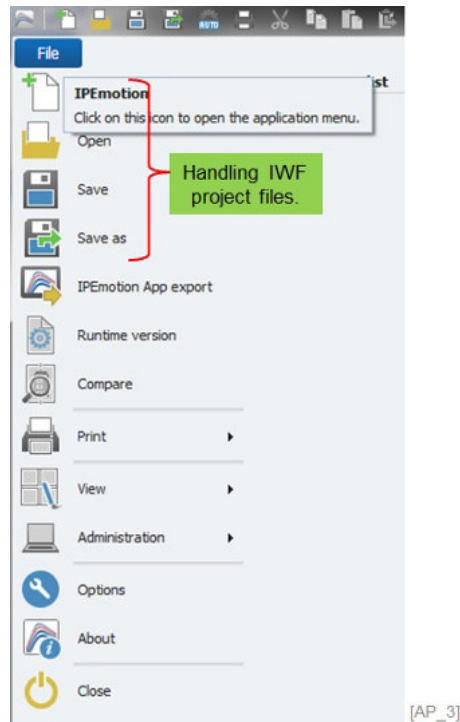 AUTO
File
st
IPEmotion
Click on this icon to open the application menu.
Open
Handling IWF
project files.
Save
Save as
IPEmotion App export
Runtime version
Compare
Print
View
Administration
Options
About
Close
[AP_3]